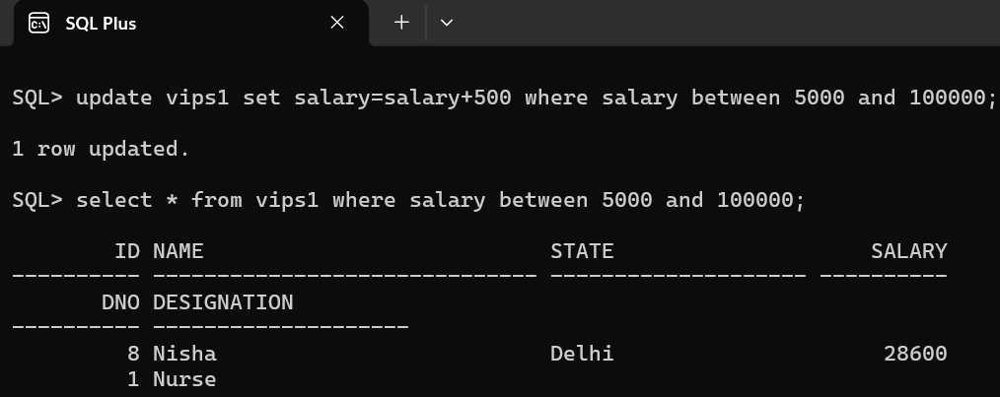 SQL Plus
SQL> update vips1 set salary=salary+500 where salary between 5000 and 100000;
1 row updated.
SQL> select * from vips1 where salary between 5000 and 100000;
        ID NAME                           STATE                    SALARY
---------- ------------------------------ -------------------- ----------
       DNO DESIGNATION
---------- --------------------
         8 Nisha                          Delhi                     28600
         1 Nurse